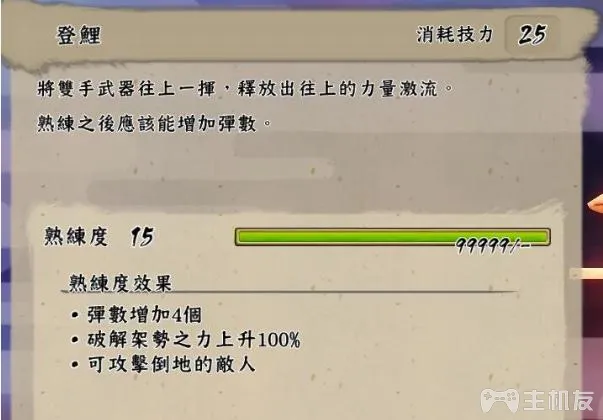 登鯉 消耗技力 25
將雙手武器往上一揮，釋放出往上的力量激流。
熟練之後應該能增加彈數。
熟練度 15 99999/-
熟練度效果
• 彈數增加4個
• 破解架勢之力上升100%
• 可攻擊倒地的敵人
主机友